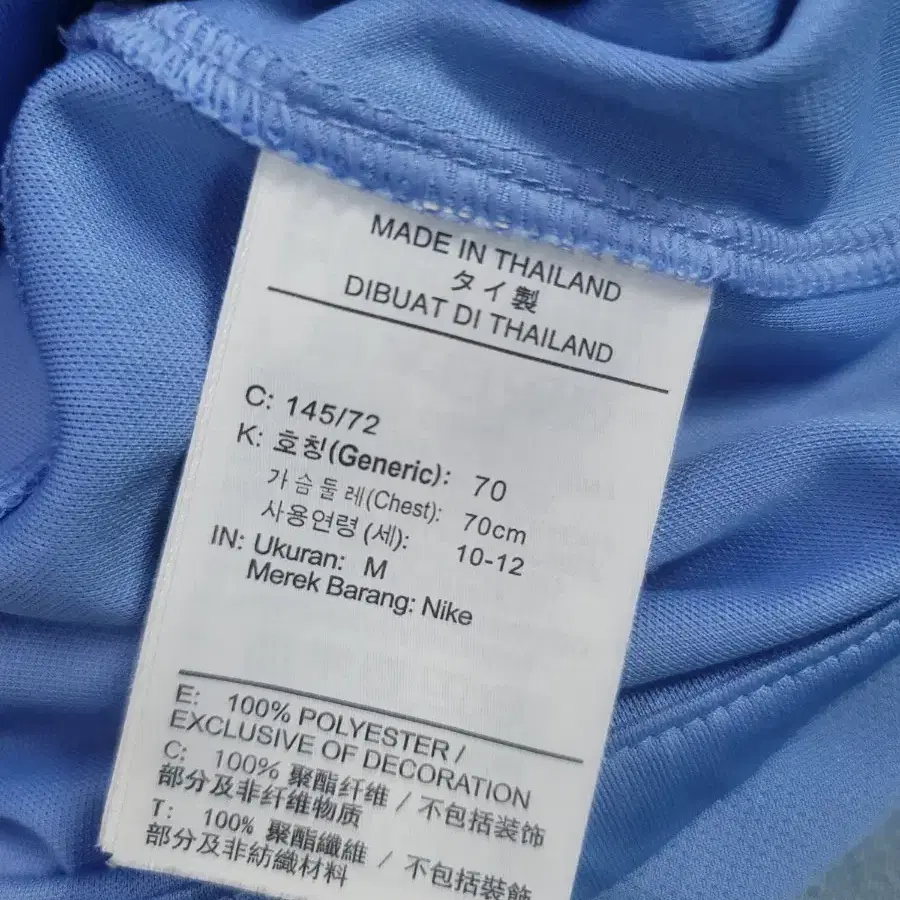 MADE IN THAILAND
タイ製
DIBUAT DI THAILAND
C: 145/72
K: 호칭(Generic): 70
가슴둘레(Chest): 70cm
사용연령(세): 10-12
IN: Ukuran: M
Merek Barang: Nike
E: 100% POLYESTER /
EXCLUSIVE OF DECORATION
C: 100% 聚酯纤维 / 不包括装饰
部分及非纤维物质
T: 100% 聚酯纖維 / 不包括裝飾
部分及非紡織材料